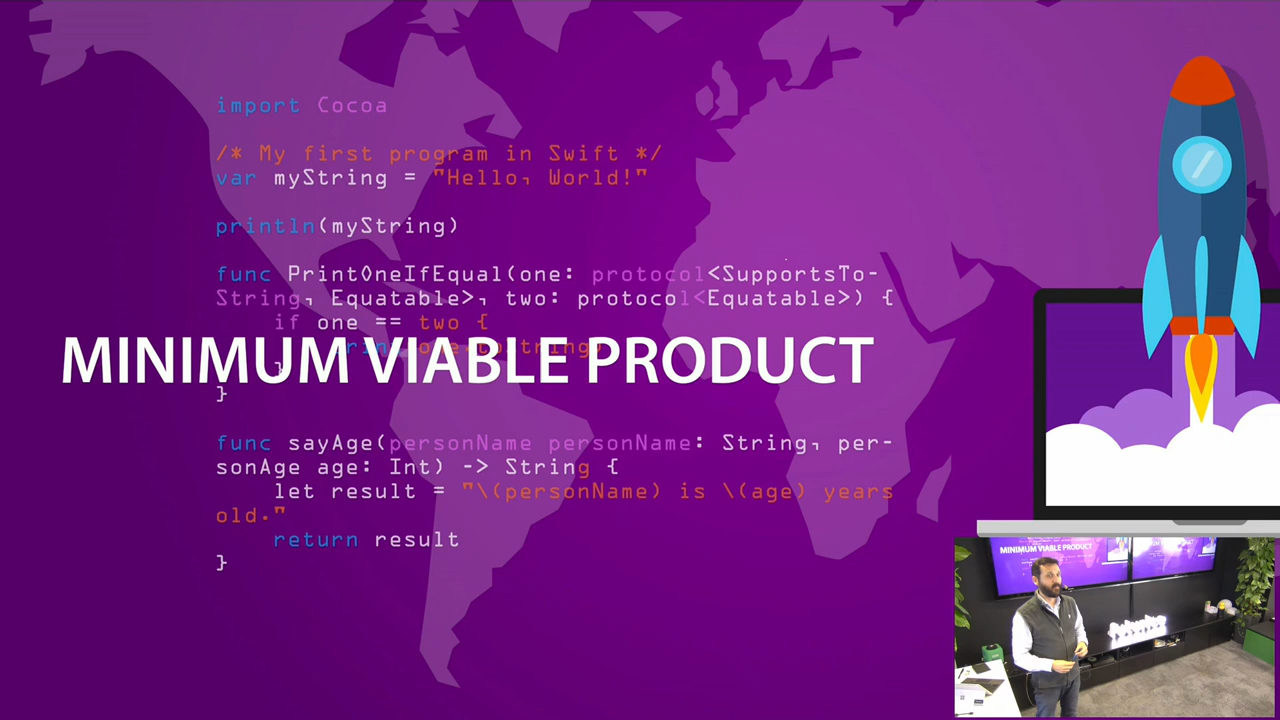 import Cocoa
/* My first program in Swift */
var myString = "Hello, World!"
println(myString)
func PrintOneIfEqual(one: protocol<SupportsTo-
String, Equatable>, two: protocol<Equatable>) {
if one == two {
MINIMUM VIABLE PRODUCT
}
func sayAge(personName personName: String, per-
sonAge age: Int) -> String {
let result = "\(personName) is \(age) years
old."
return result
}
MINIMUM VIABLE PRODUCT